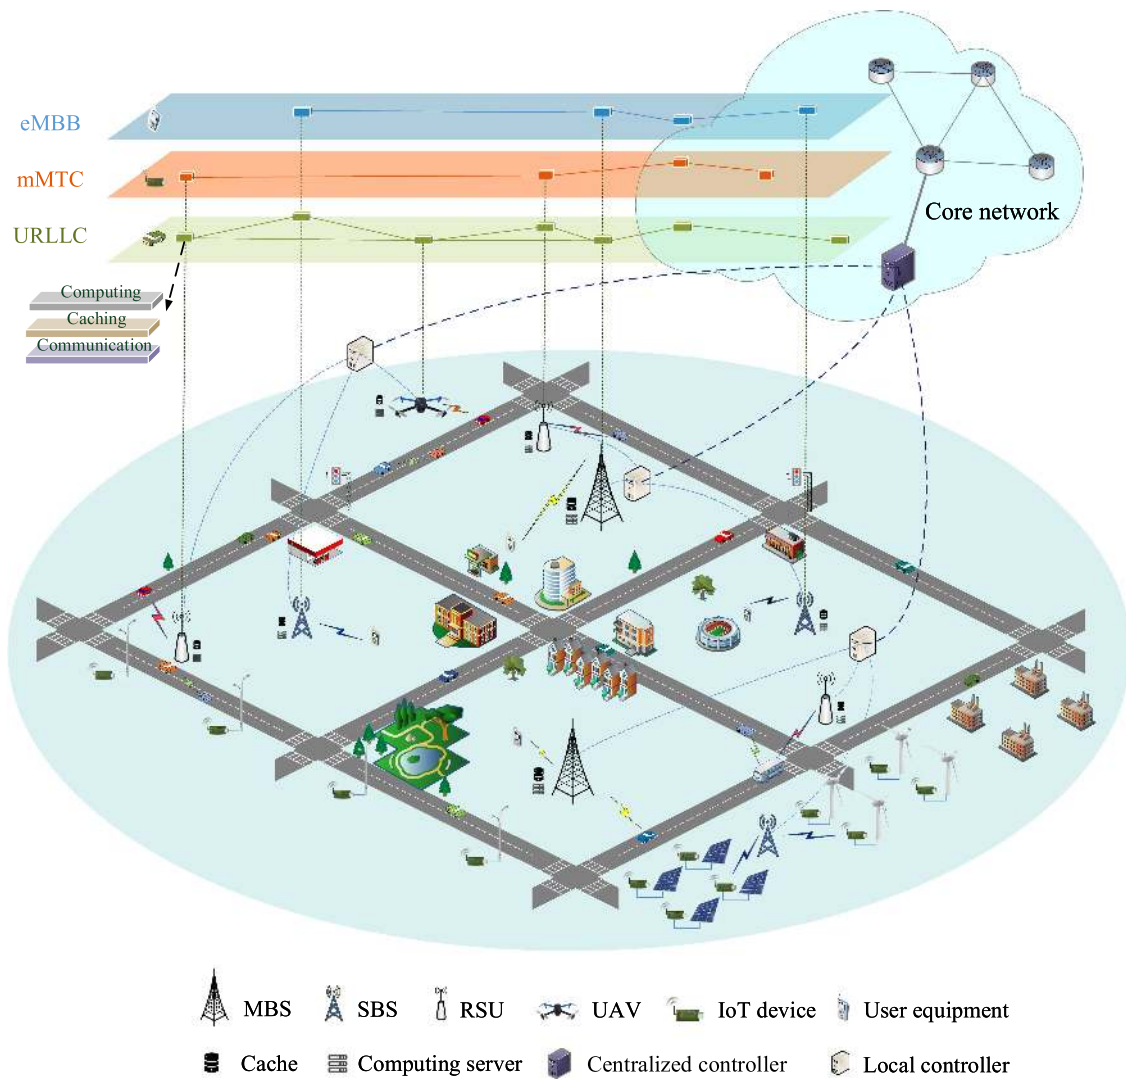 eMBB
mMTC
URLLC
Core network
Computing
Caching
Communication
MBS
SBS
RSU
UAV
IoT device
User equipment
Cache
Computing server
Centralized controller
Local controller